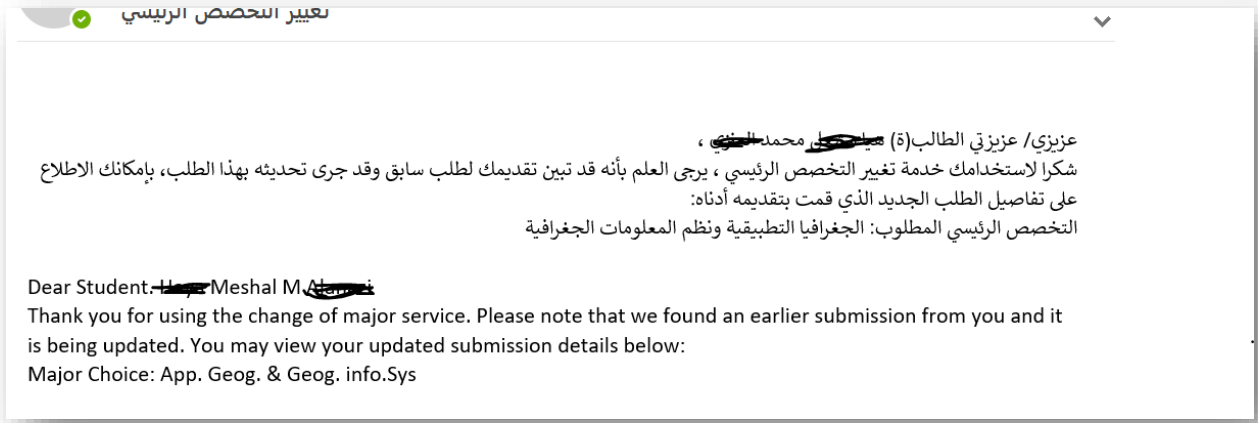 تغيير التخصص الرئيسي
عزيزي/ عزيزتي الطالب(ة) محمد ،
شكرا لاستخدامك خدمة تغيير التخصص الرئيسي ، يرجى العلم بأنه قد تبين تقديمك لطلب سابق وقد جرى تحديثه بهذا الطلب، بإمكانك الاطلاع
على تفاصيل الطلب الجديد الذي قمت بتقديمه أدناه:
التخصص الرئيسي المطلوب: الجغرافيا التطبيقية ونظم المعلومات الجغرافية
Dear Student. Meshal M.
Thank you for using the change of major service. Please note that we found an earlier submission from you and it
is being updated. You may view your updated submission details below:
Major Choice: App. Geog. & Geog. info.Sys